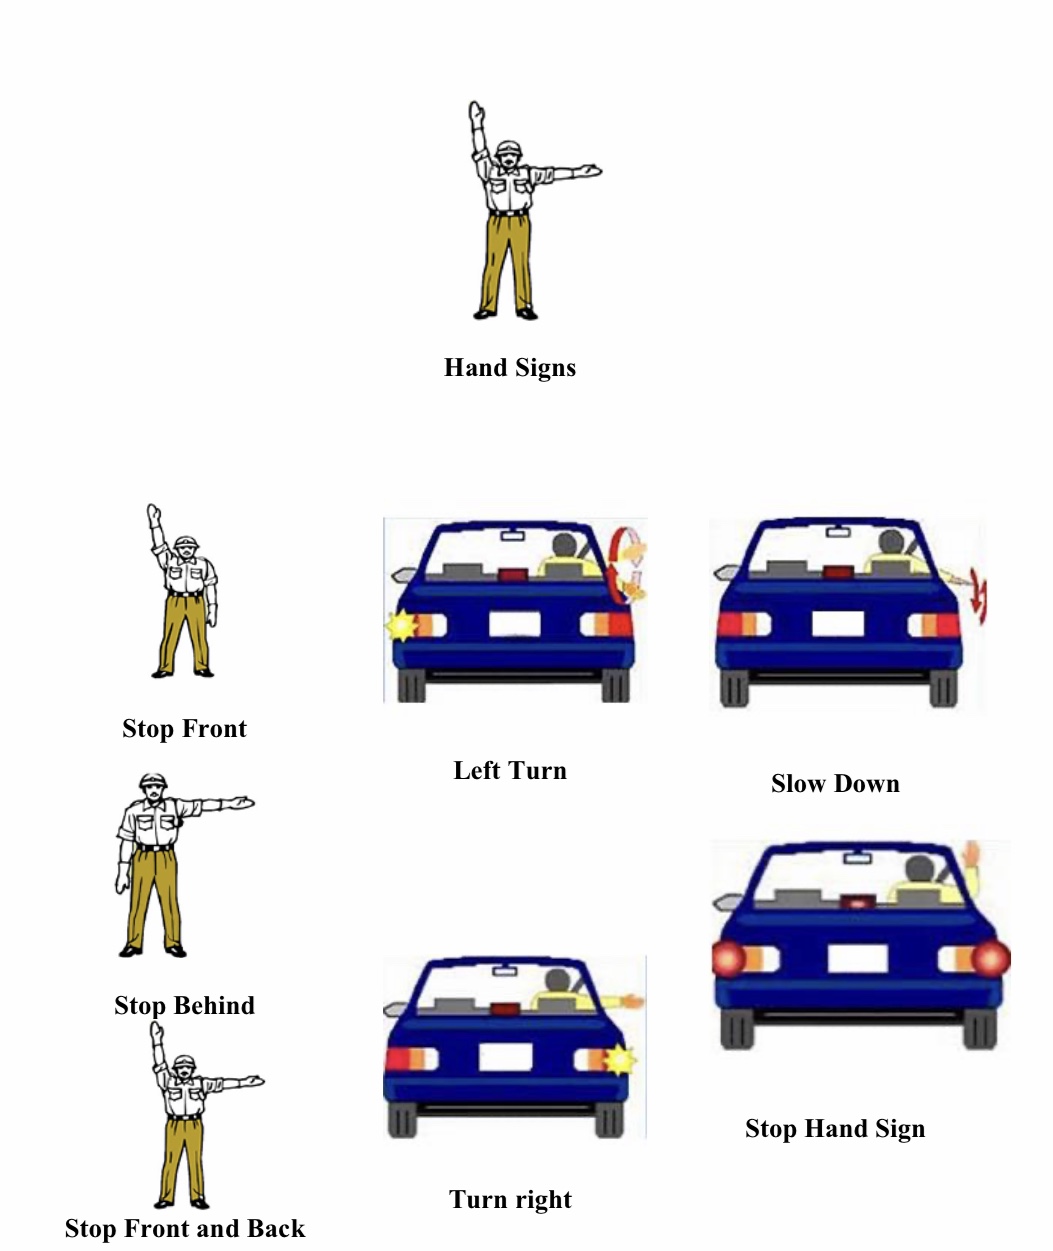 Hand Signs
Stop Front
Left Turn
Slow Down
Stop Behind
Stop Hand Sign
Turn right
Stop Front and Back